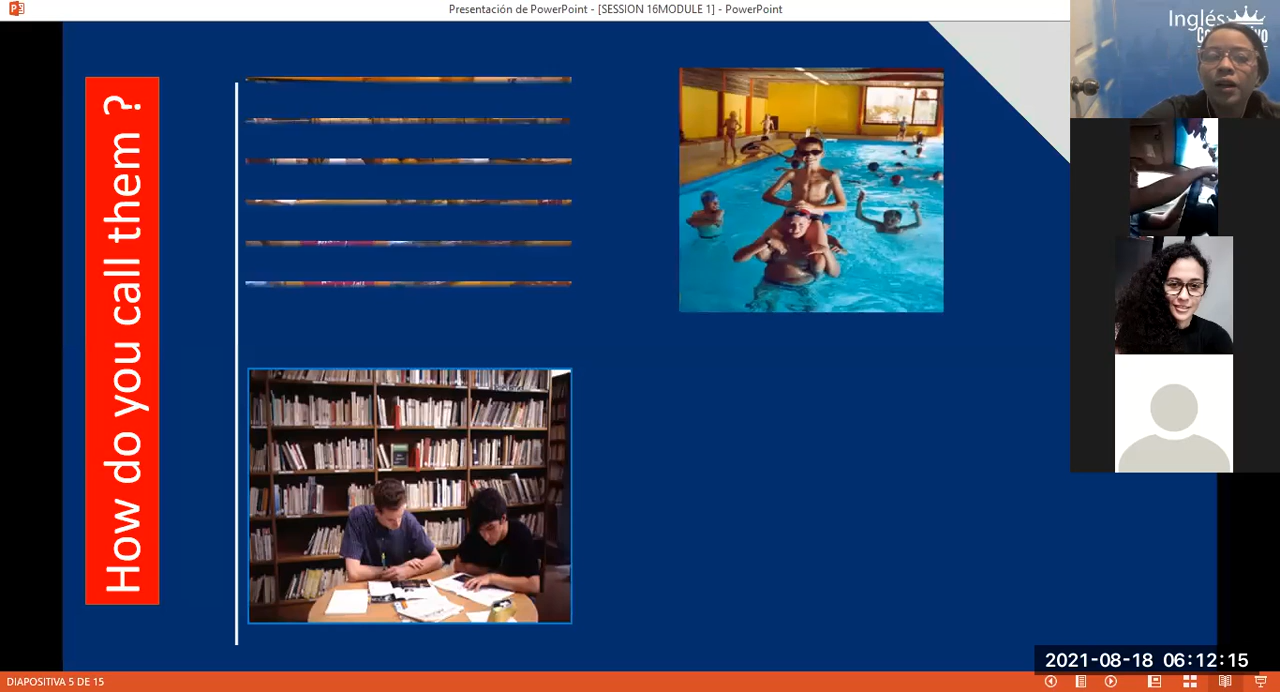 Presentación de PowerPoint - [SESSION 16MODULE 1] - PowerPoint
Inglés
How do you call them ?
2021-08-18 06:12:15
DIAPOSITIVA 5 DE 15